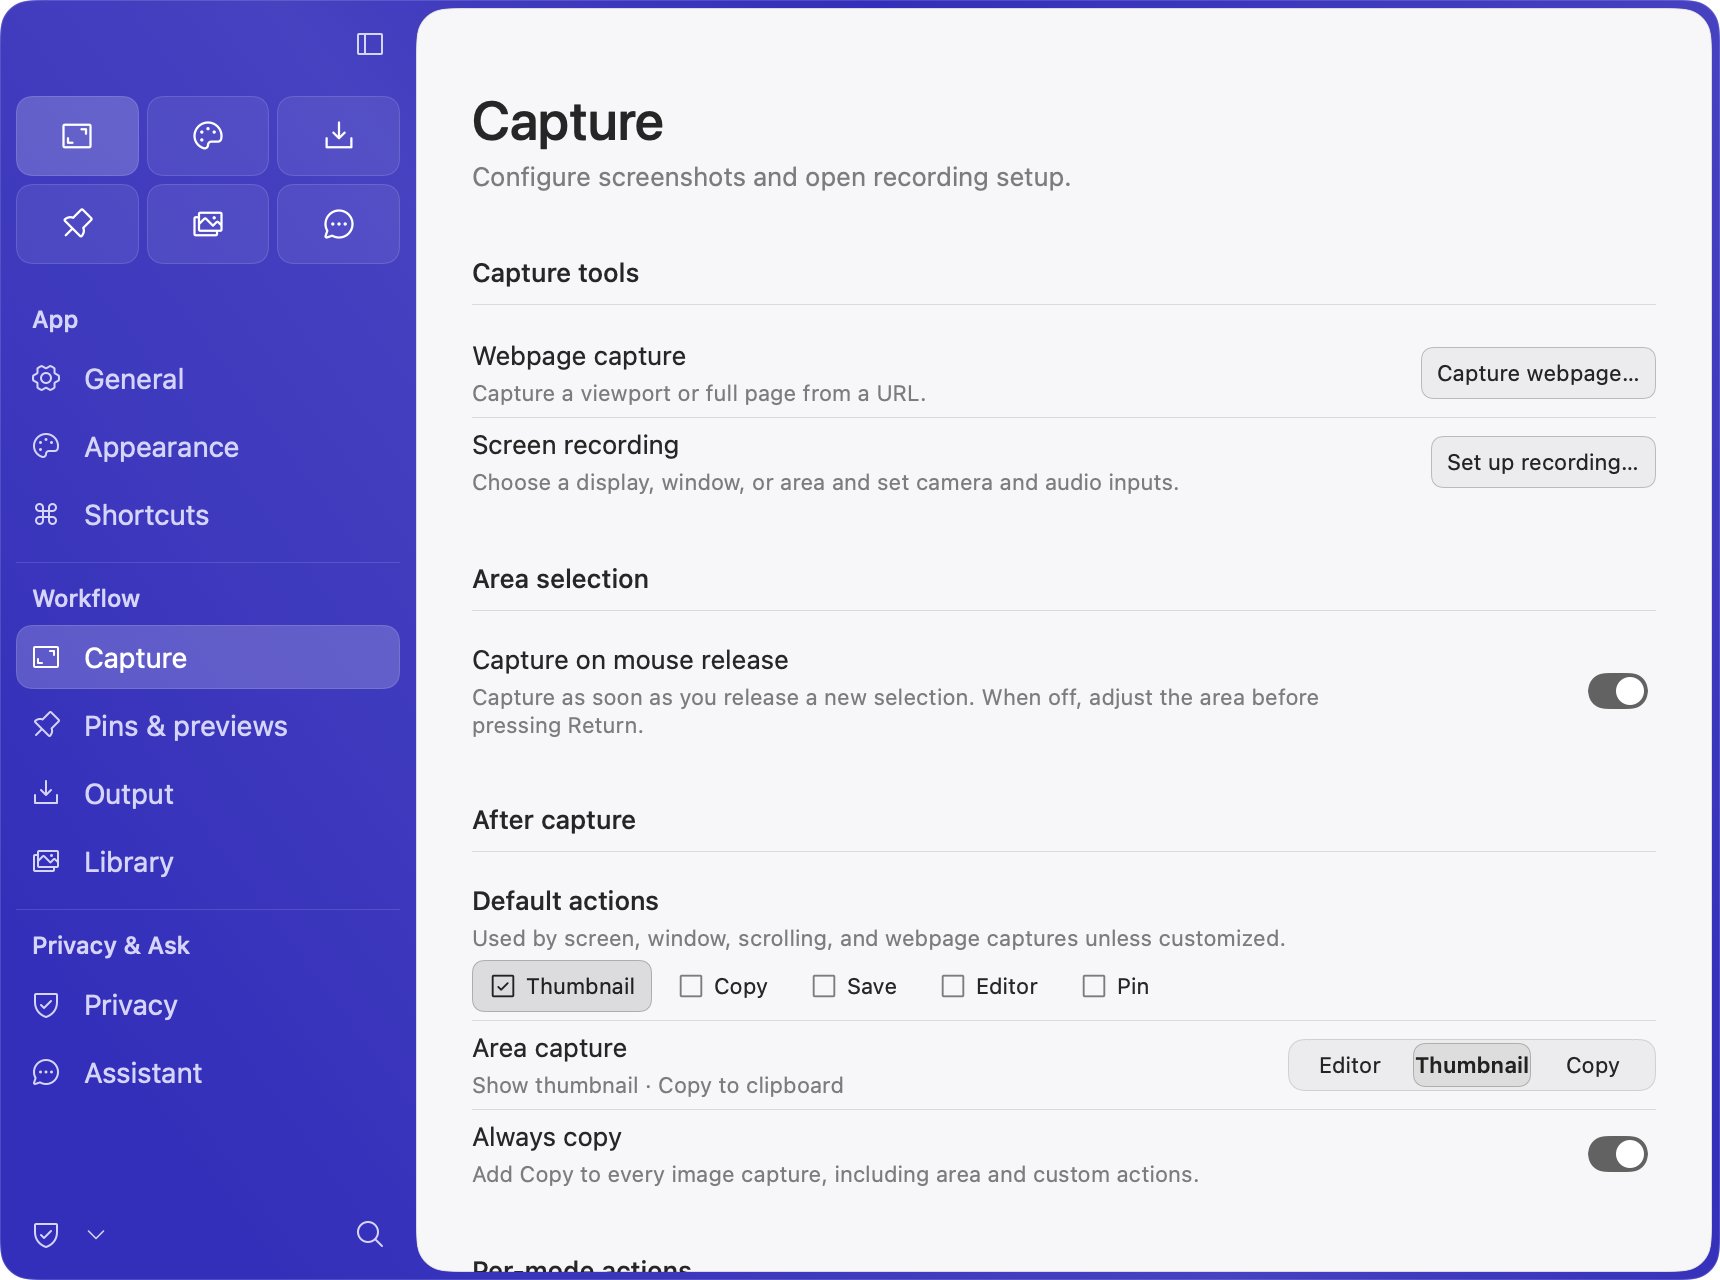 App
General
Appearance
Shortcuts
Workflow
Capture
Pins & previews
Output
Library
Privacy & Ask
Privacy
Assistant
Capture
Configure screenshots and open recording setup.
Capture tools
Webpage capture
Capture a viewport or full page from a URL.
Capture webpage...
Screen recording
Choose a display, window, or area and set camera and audio inputs.
Set up recording...
Area selection
Capture on mouse release
Capture as soon as you release a new selection. When off, adjust the area before
pressing Return.
After capture
Default actions
Used by screen, window, scrolling, and webpage captures unless customized.
Thumbnail Copy Save Editor Pin
Area capture
Show thumbnail · Copy to clipboard
Editor Thumbnail Copy
Always copy
Add Copy to every image capture, including area and custom actions.
Per-mode actions